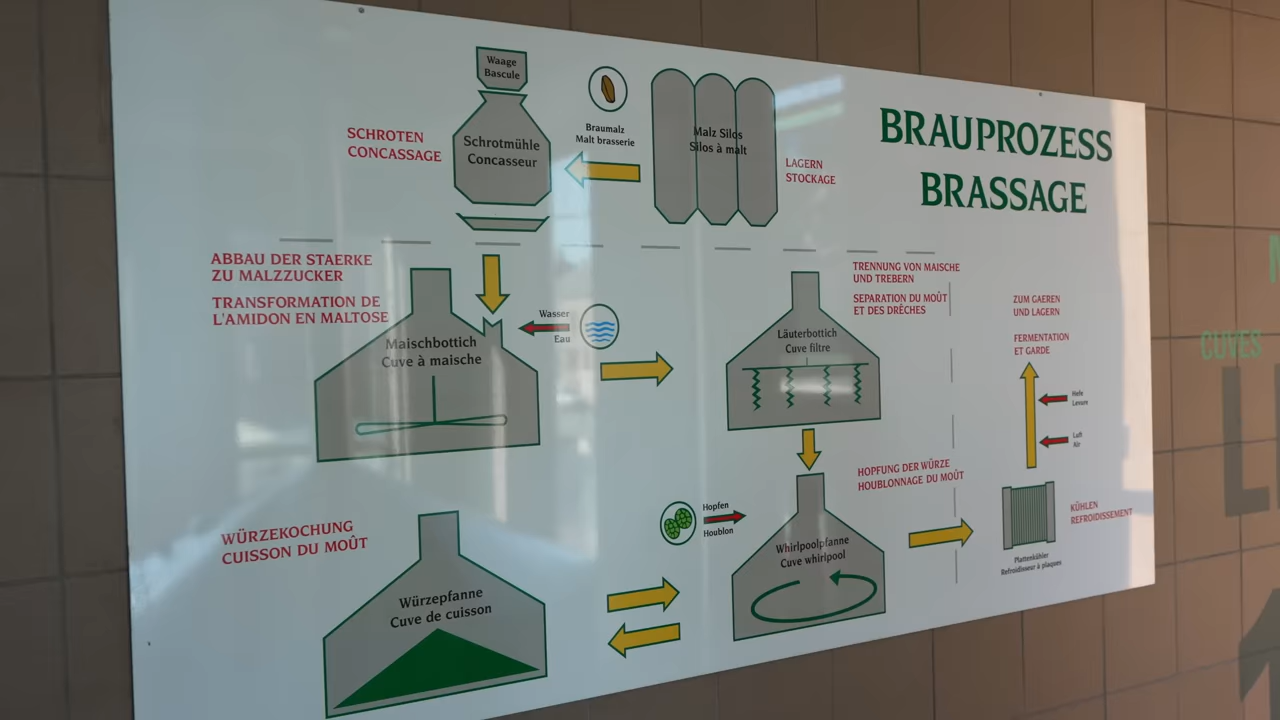 BRAUPROZESS
BRASSAGE
Waage
Bascule
SCHROTEN
CONCASSAGE
Schrotmühle
Concasseur
Braumalz
Malt brasserie
Malz Silos
Silos à malt
LAGERN
STOCKAGE
ABBAU DER STAERKE
ZU MALZZUCKER
TRANSFORMATION DE
L'AMIDON EN MALTOSE
Maischbottich
Cuve à maische
Wasser
Eau
Läuterbottich
Cuve filtre
TRENNUNG VON MAISCHE
UND TREBERN
SEPARATION DU MOÛT
ET DES DRÊCHES
ZUM GAEREN
UND LAGERN
FERMENTATION
ET GARDE
Hefe
Levure
Luft
Air
WÜRZEKOCHUNG
CUISSON DU MOÛT
Würzepfanne
Cuve de cuisson
Hopfen
Houblon
HOPFUNG DER WÜRZE
HOUBLONNAGE DU MOÛT
Whirlpoolpfanne
Cuve whirlpool
KÜHLEN
REFROIDISSEMENT
Plattenkühler
Refroidisseur à plaques
CUVES